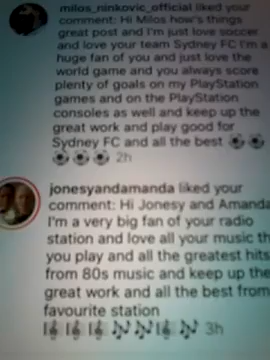 milos_ninkovic_official liked your
comment: Hi Milos how's things
great post and I'm just love soccer
and love your team Sydney FC I'm a
huge fan of you and just love the
world game and you always score
plenty of goals on my PlayStation
games and on the PlayStation
consoles as well and keep up the
great work and play good for
Sydney FC and all the best ⚽ ⚽
⚽ ⚽ ⚽ 2h
jonesyandamanda liked your
comment: Hi Jonesy and Amanda
I'm a very big fan of your radio
station and love all your music th
you play and all the greatest hits
from 80s music and keep up the
great work and all the best from
favourite station
🎼 🎼 🎼 🎶 🎶 🎼 🎶 3h